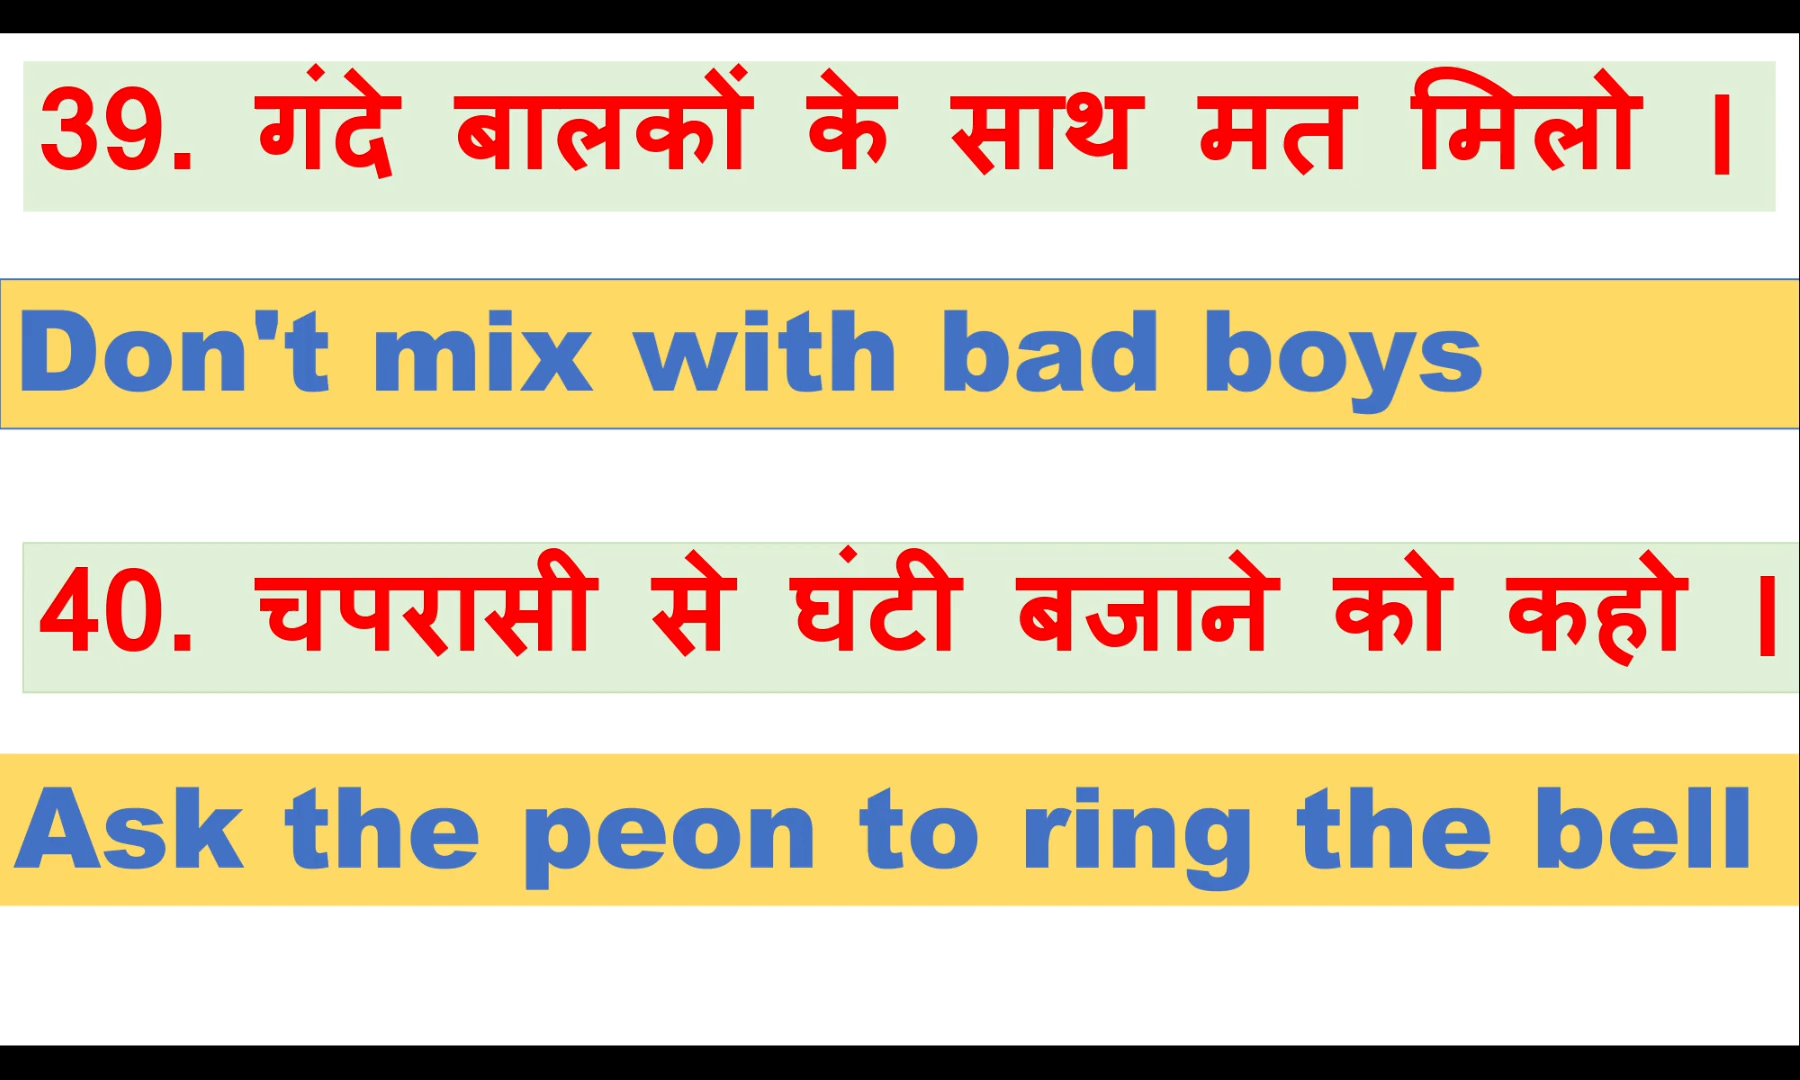 39. गंदे बालकों के साथ मत मिलो ।
Don't mix with bad boys
40. चपरासी से घंटी बजाने को कहो ।
Ask the peon to ring the bell